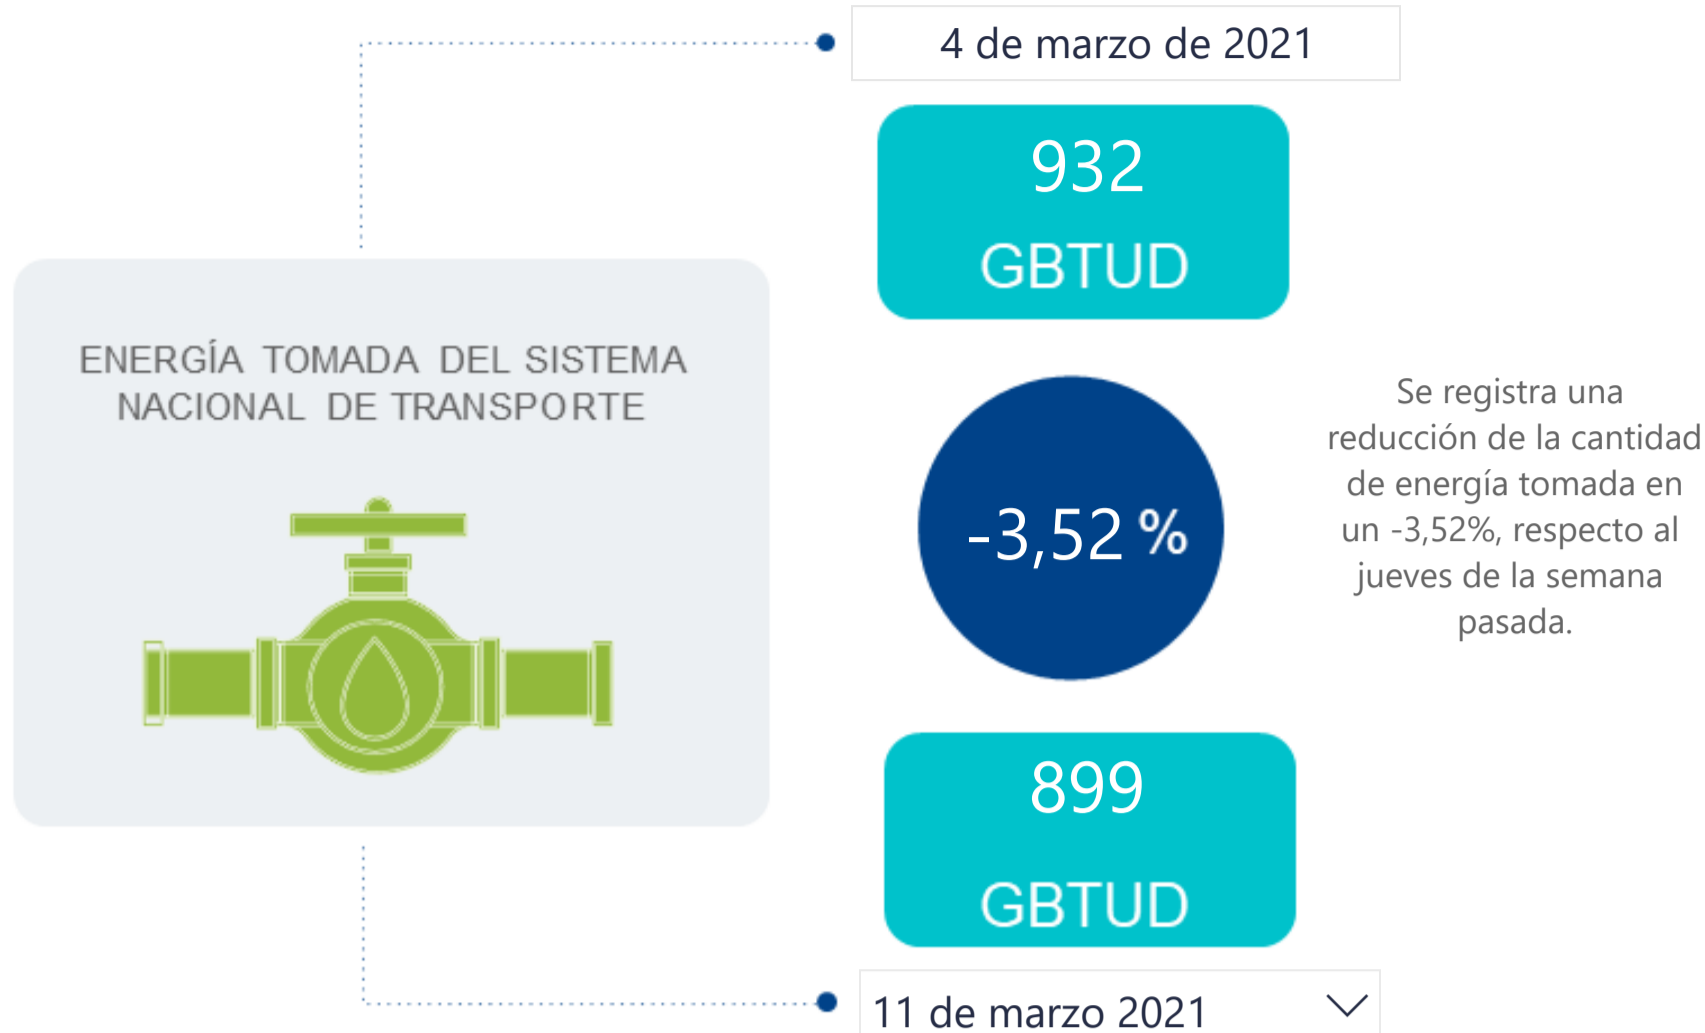 4 de marzo de 2021
932
GBTUD
ENERGÍA TOMADA DEL SISTEMA
NACIONAL DE TRANSPORTE
-3,52 %
Se registra una
reducción de la cantidad
de energía tomada en
un -3,52%, respecto al
jueves de la semana
pasada.
899
GBTUD
11 de marzo 2021